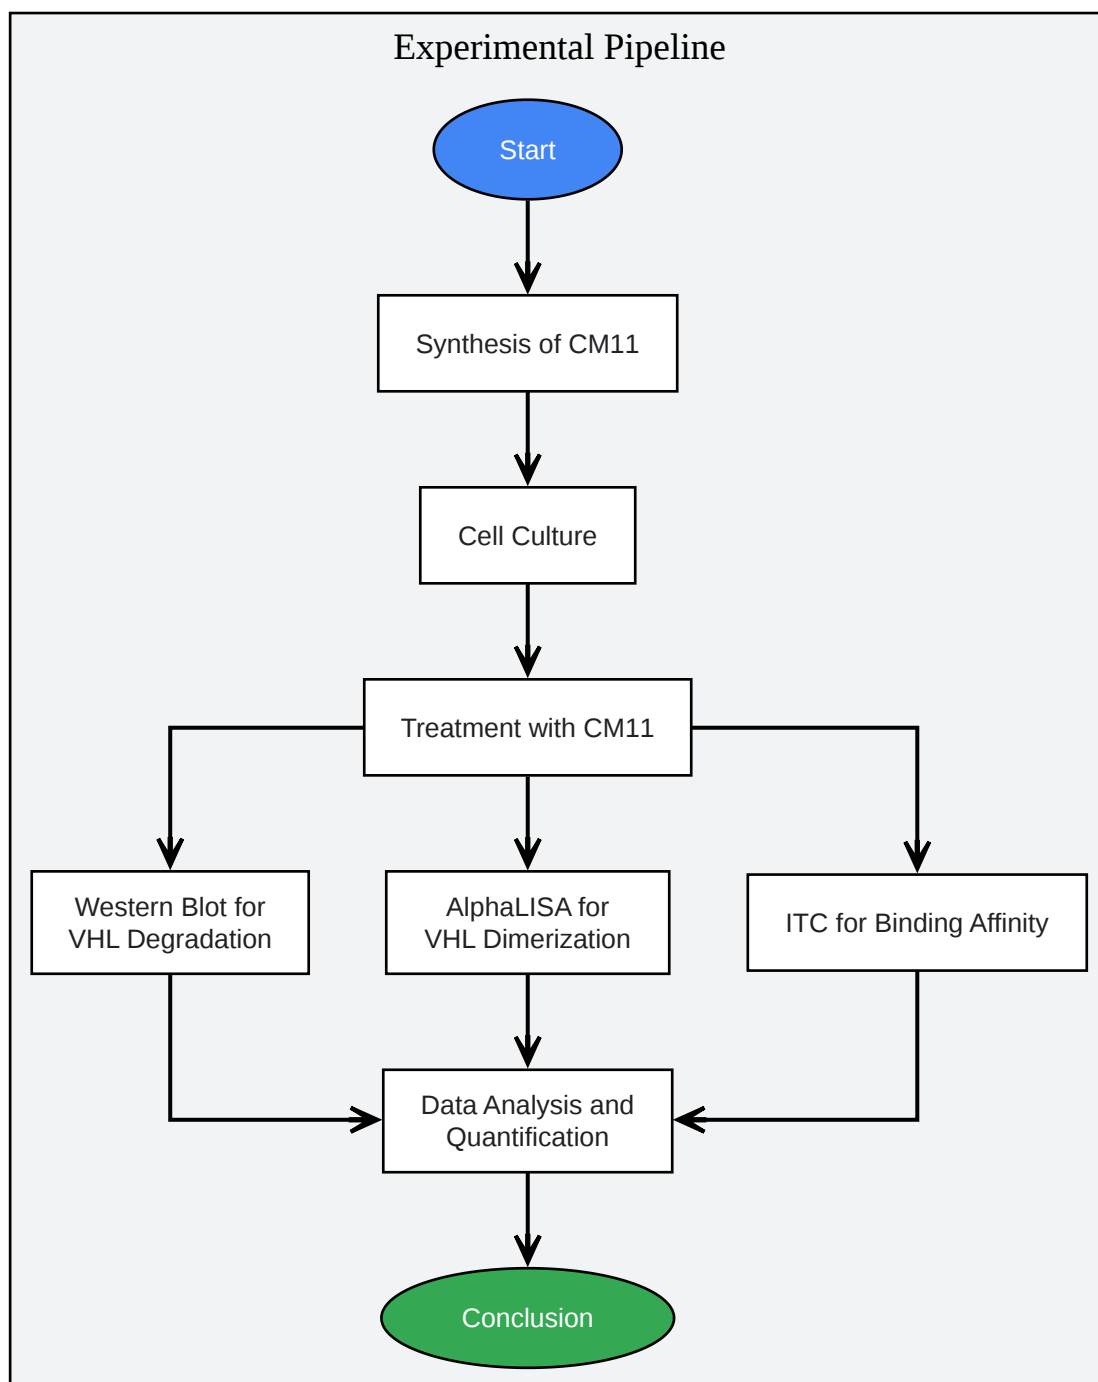 Experimental Pipeline
Start
Synthesis of CM11
Cell Culture
Treatment with CM11
Western Blot for
VHL Degradation
AlphaLISA for
VHL Dimerization
ITC for Binding Affinity
Data Analysis and
Quantification
Conclusion